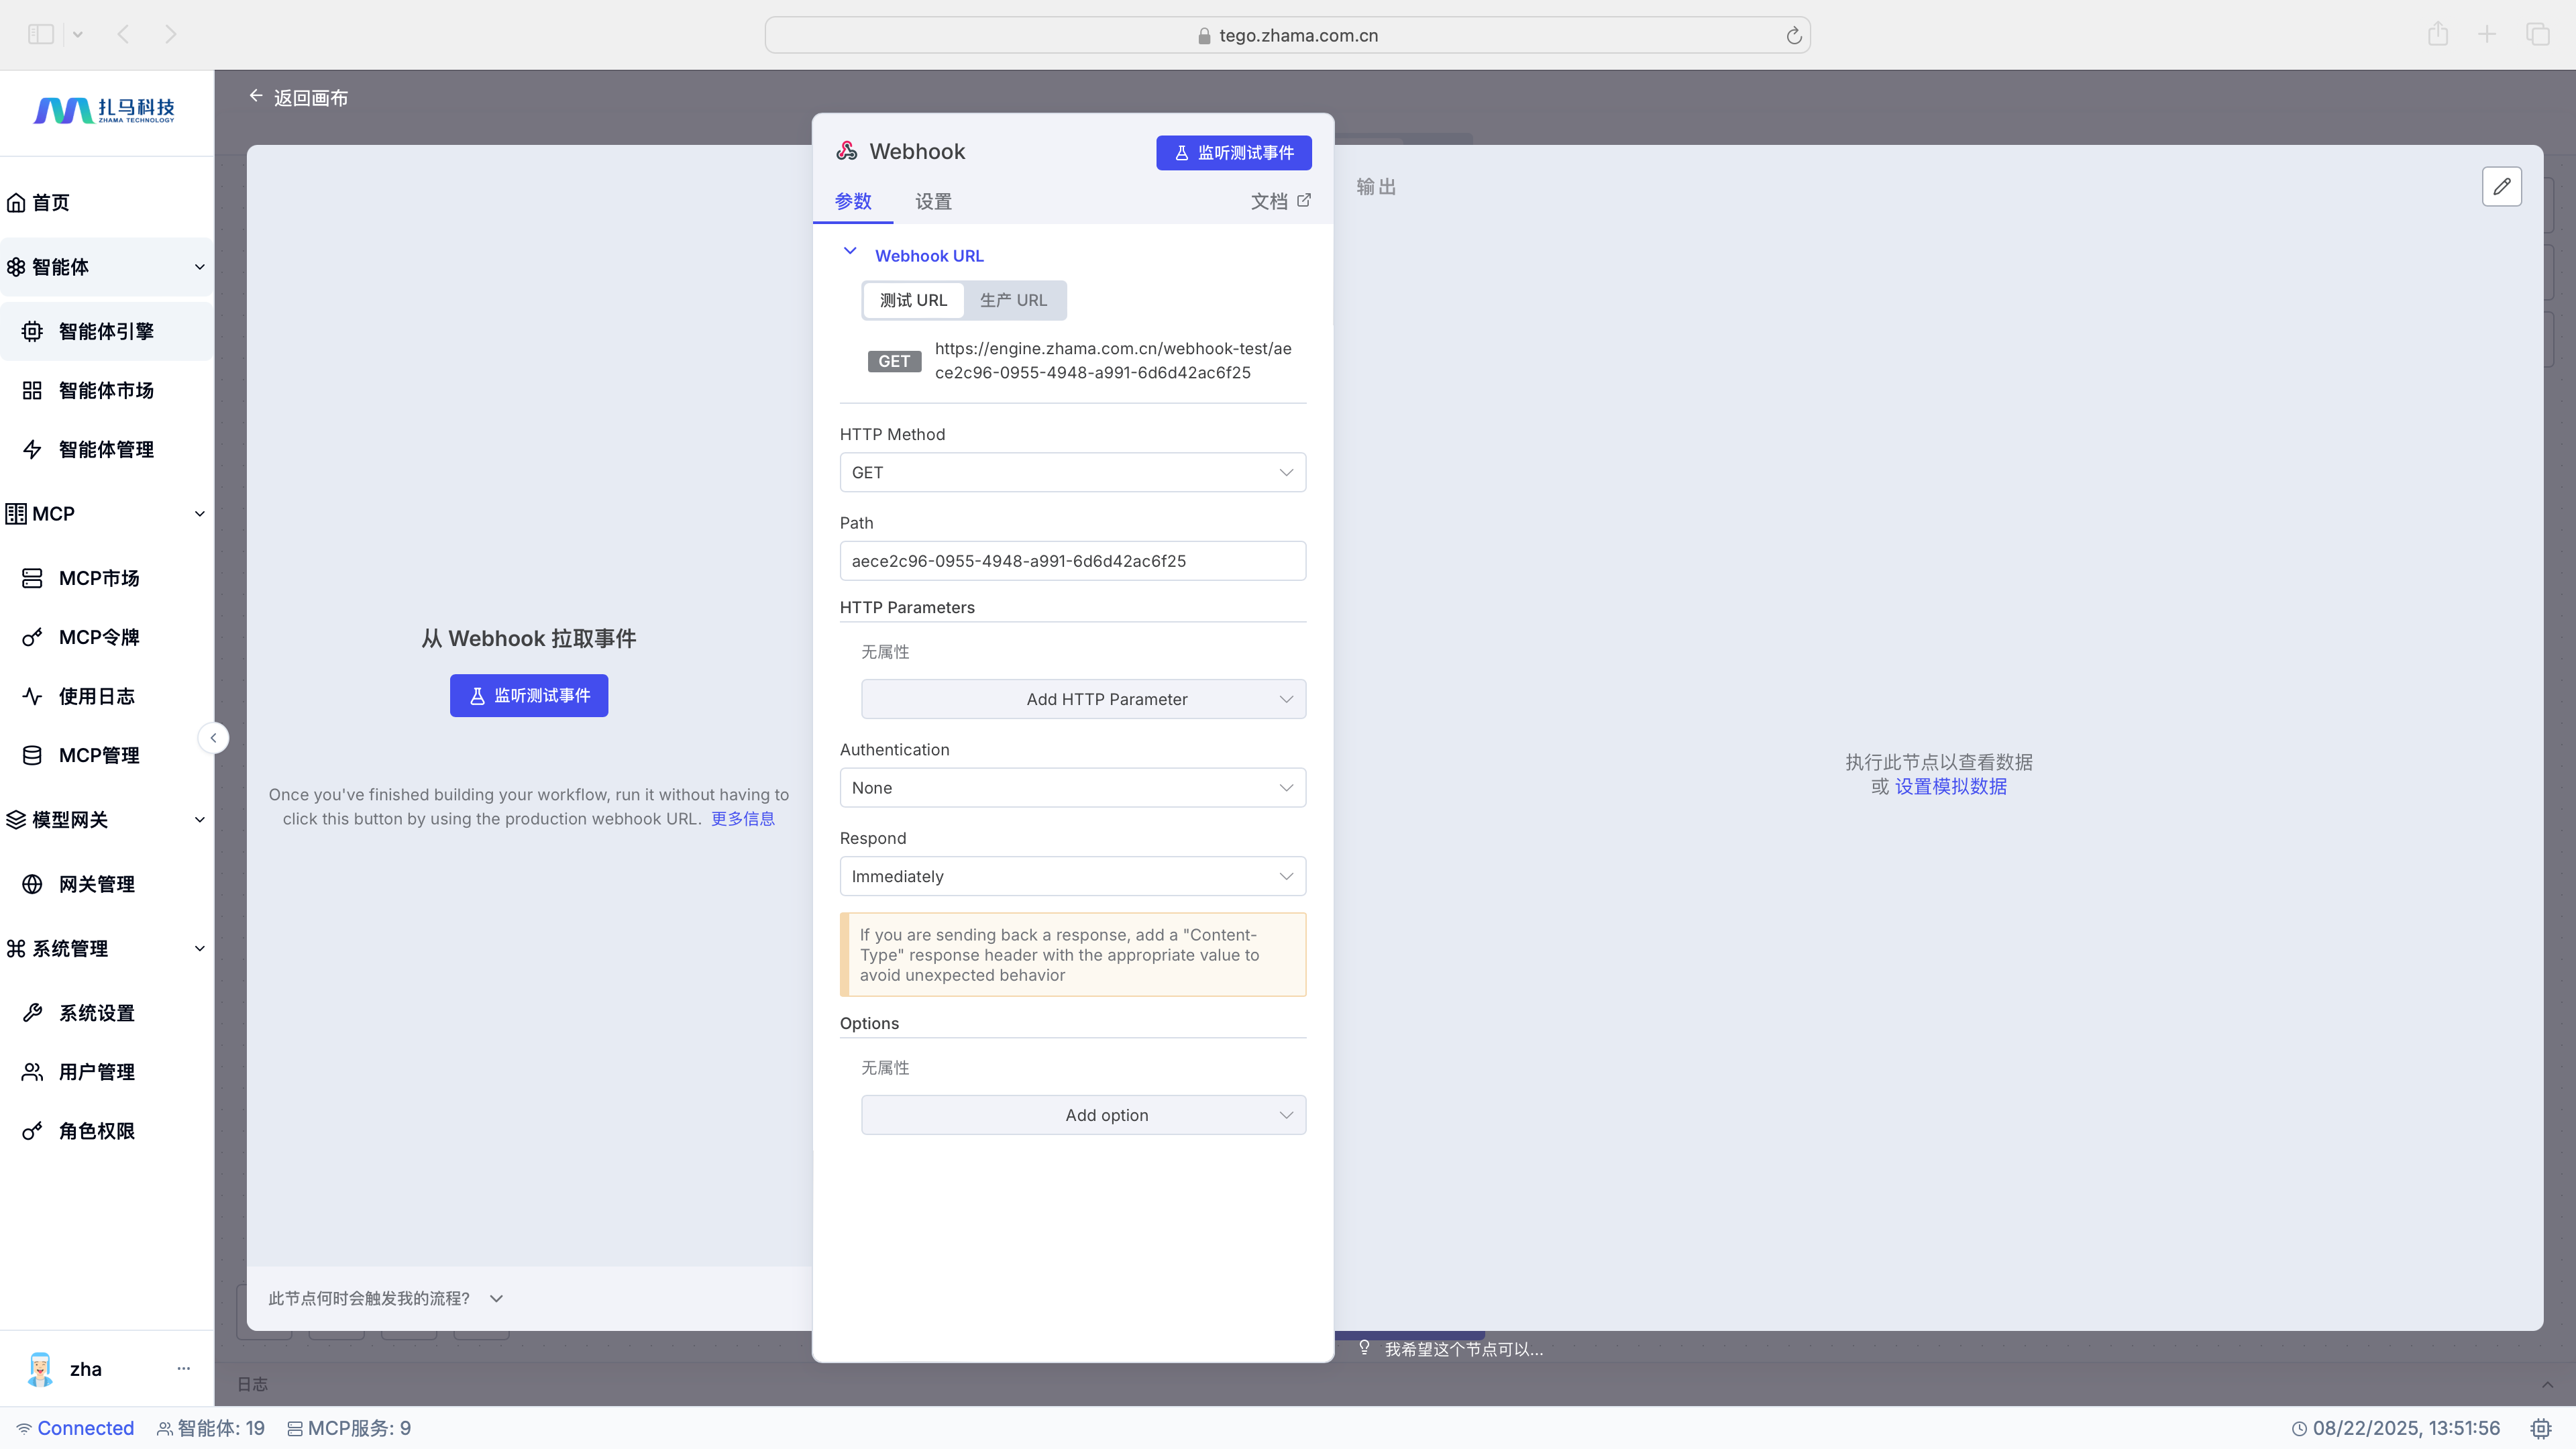 tego.zhama.com.cn
扎马科技
ZHAMA TECHNOLOGY
首页
智能体
智能体引擎
智能体市场
智能体管理
MCP
MCP市场
MCP令牌
使用日志
MCP管理
模型网关
网关管理
系统管理
系统设置
用户管理
角色权限
zha
返回画布
从 Webhook 拉取事件
监听测试事件
Once you've finished building your workflow, run it without having to
click this button by using the production webhook URL. 更多信息
此节点何时会触发我的流程?
Webhook
监听测试事件
参数 设置 文档
Webhook URL
测试 URL 生产 URL
GET
https://engine.zhama.com.cn/webhook-test/ae
ce2c96-0955-4948-a991-6d6d42ac6f25
HTTP Method
GET
Path
aece2c96-0955-4948-a991-6d6d42ac6f25
HTTP Parameters
无属性
Add HTTP Parameter
Authentication
None
Respond
Immediately
If you are sending back a response, add a "Content-
Type" response header with the appropriate value to
avoid unexpected behavior
Options
无属性
Add option
输出
执行此节点以查看数据
或 设置模拟数据
我希望这个节点可以...
日志
Connected 智能体: 19 MCP服务: 9 08/22/2025, 13:51:56